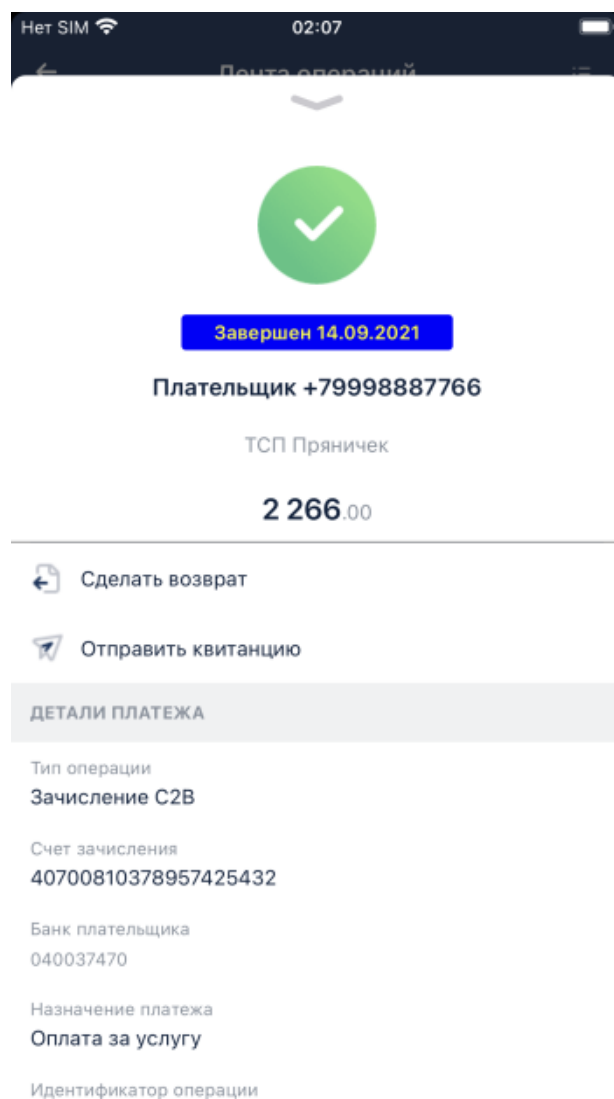 Нет SIM 02:07
Лента операций
Завершен 14.09.2021
Плательщик +79998887766
ТСП Пряничек
2 266.00
Сделать возврат
Отправить квитанцию
ДЕТАЛИ ПЛАТЕЖА
Тип операции
Зачисление C2B
Счет зачисления
40700810378957425432
Банк плательщика
040037470
Назначение платежа
Оплата за услугу
Идентификатор операции